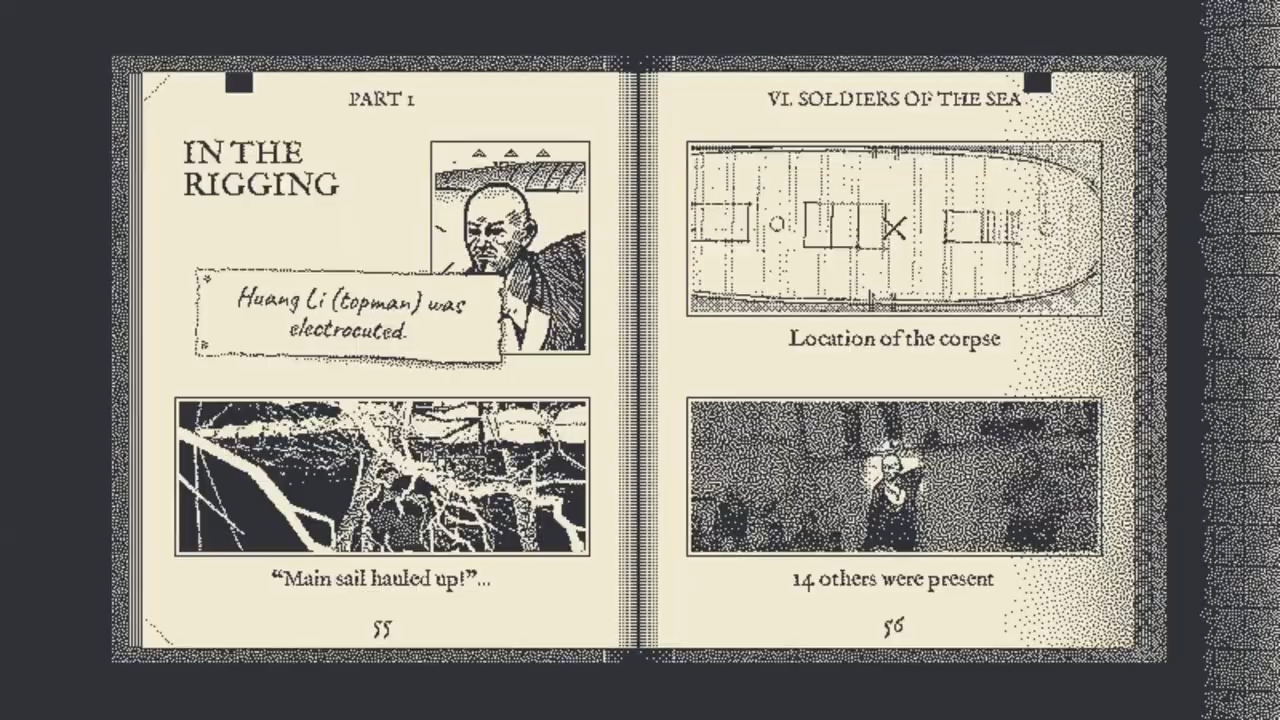 PART 1
IN THE
RIGGING
Huang Li (topman) was
electrocuted.
“Main sail hauled up!”...
55
VI. SOLDIERS OF THE SEA
Location of the corpse
14 others were present
56